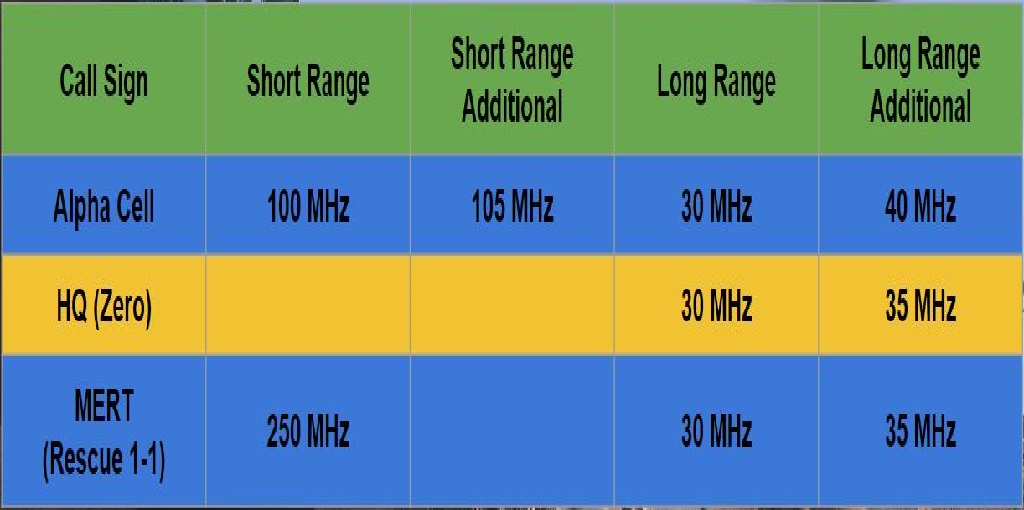 Call Sign
Short Range
Short Range
Additional
Long Range
Long Range
Additional
Alpha Cell
100 MHz
105 MHz
30 MHz
40 MHz
HQ (Zero)
30 MHz
35 MHz
MERT
(Rescue 1-1)
250 MHz
30 MHz
35 MHz